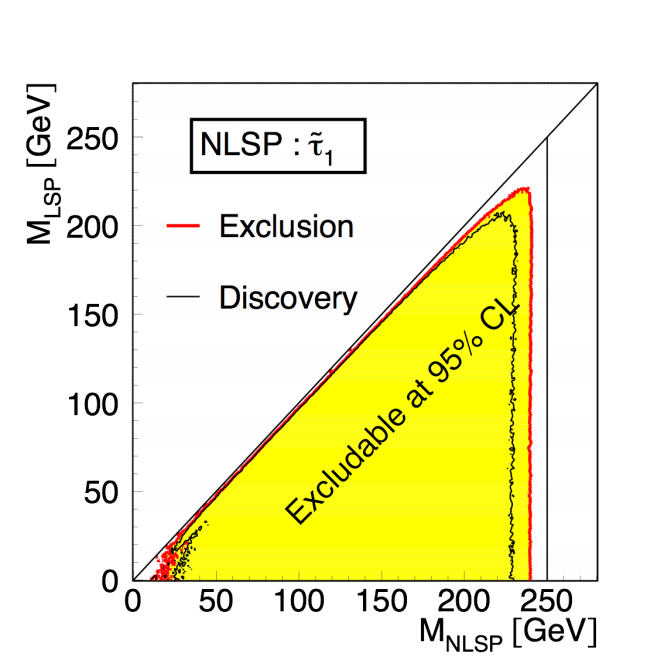 M_LSP [GeV]
250
200
150
100
50
0
NLSP : τ̃₁
Exclusion
Discovery
Excludable at 95% CL
0 50 100 150 200 250
M_NLSP [GeV]